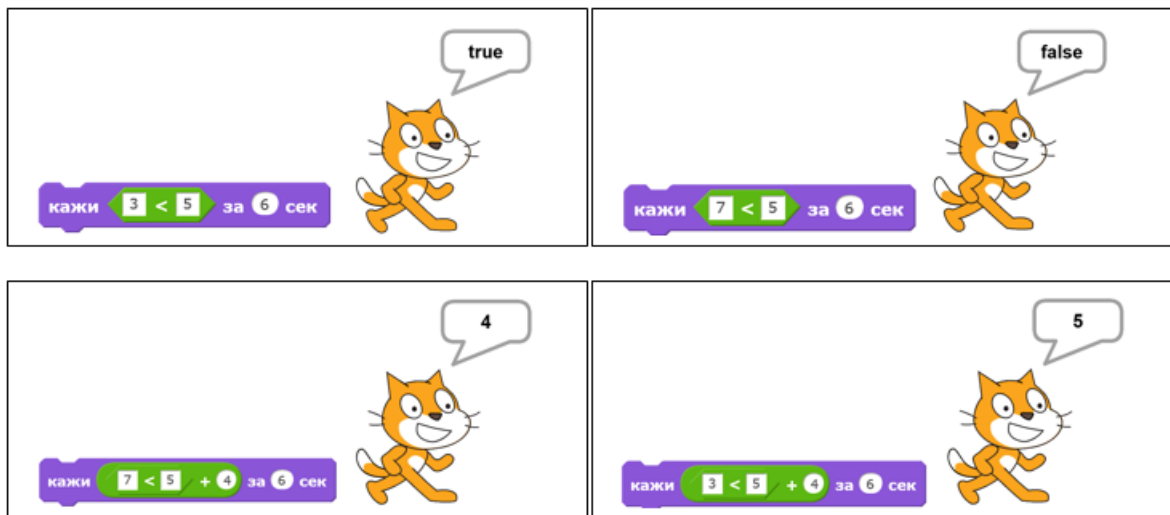 true
кажи 3 < 5 за 6 сек
false
кажи 7 < 5 за 6 сек
4
кажи 7 < 5 + 4 за 6 сек
5
кажи 3 < 5 + 4 за 6 сек